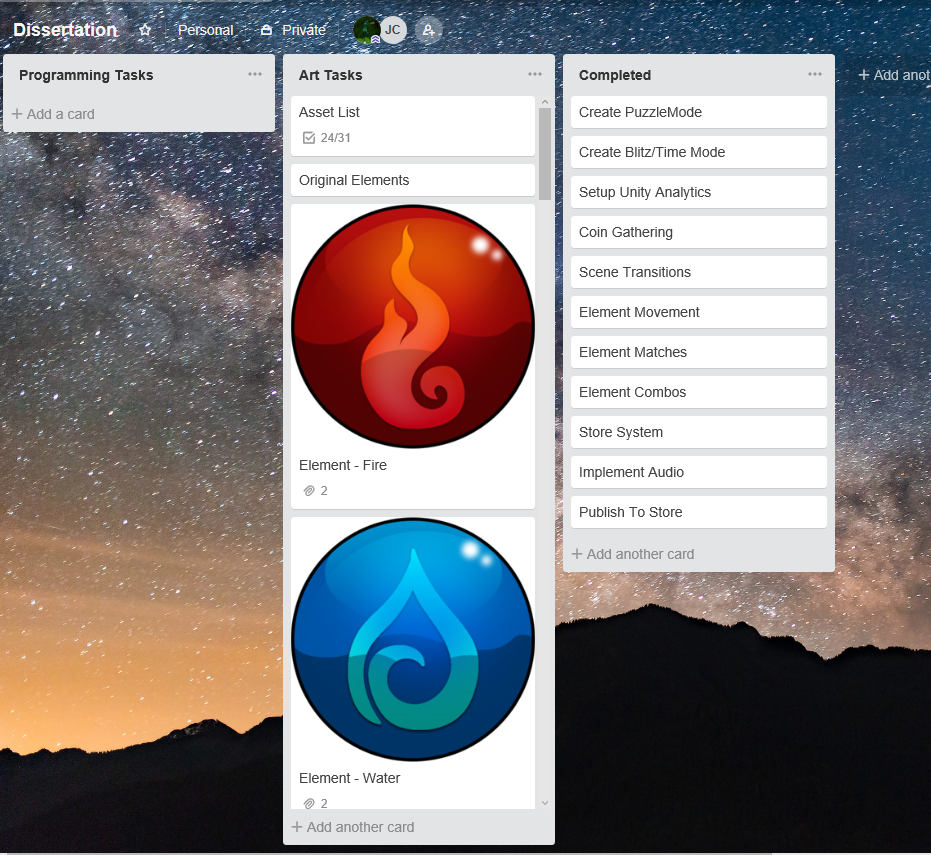 Dissertation
Personal
Private
JC
Programming Tasks
+ Add a card
Art Tasks
Asset List
24/31
Original Elements
Element - Fire
2
Element - Water
2
+ Add another card
Completed
Create PuzzleMode
Create Blitz/Time Mode
Setup Unity Analytics
Coin Gathering
Scene Transitions
Element Movement
Element Matches
Element Combos
Store System
Implement Audio
Publish To Store
+ Add another card
+ Add anot